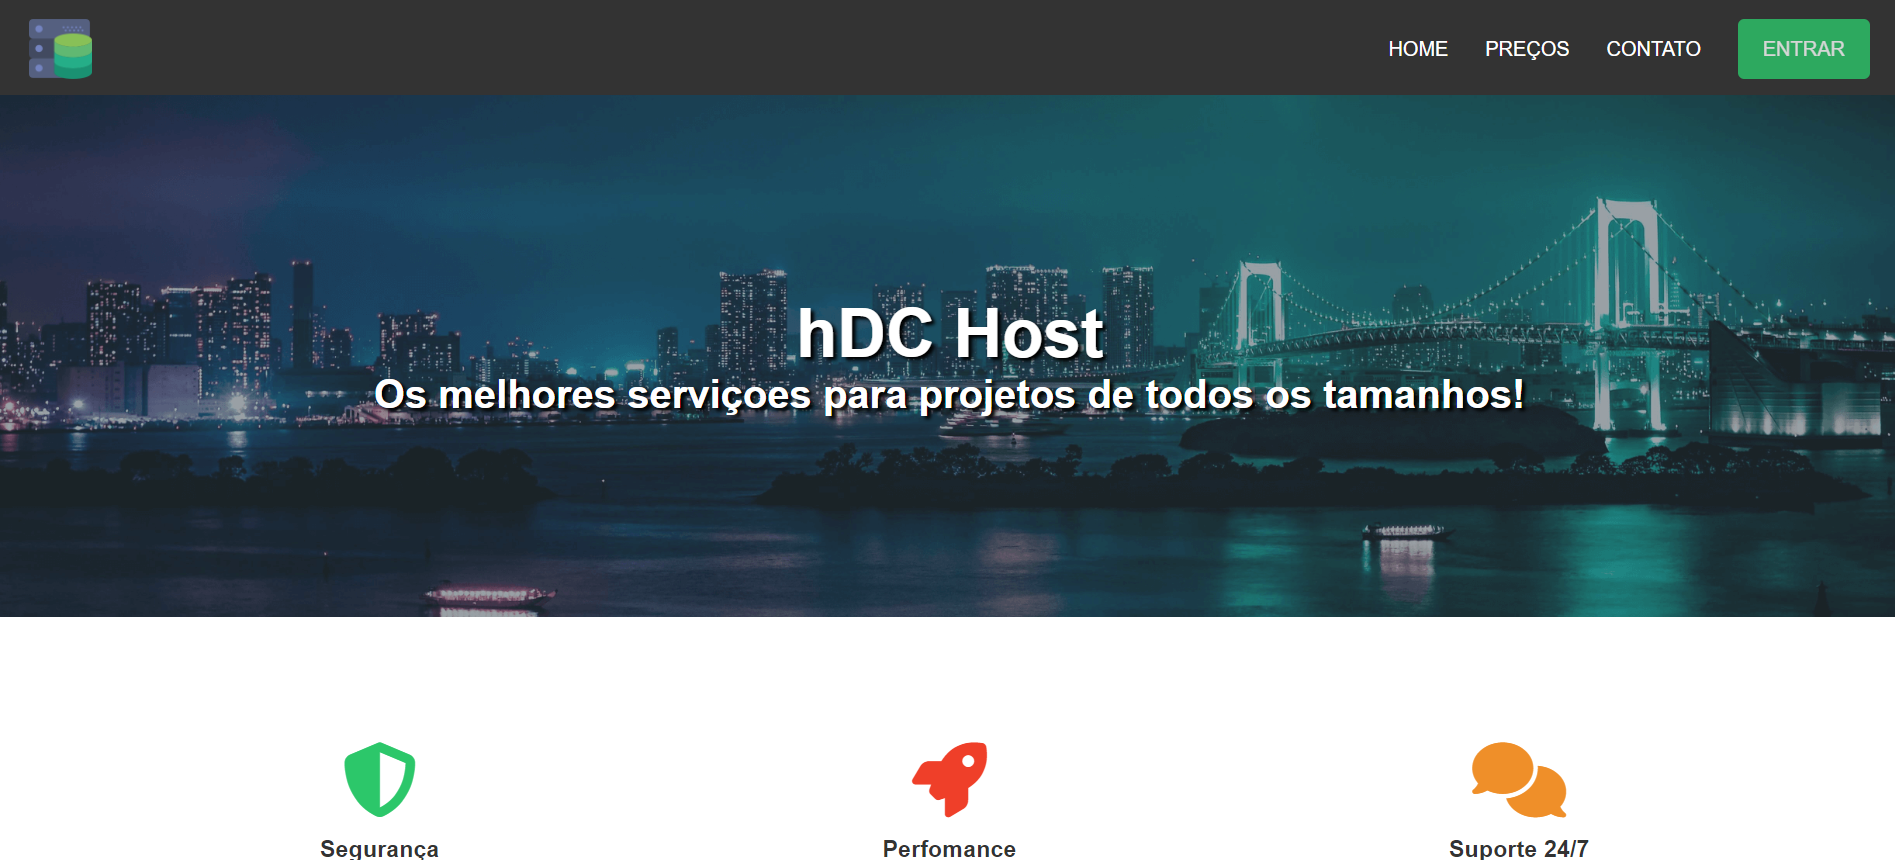 HOME PREÇOS CONTATO ENTRAR
hDC Host
Os melhores serviçoes para projetos de todos os tamanhos!
Segurança Perfomance Suporte 24/7